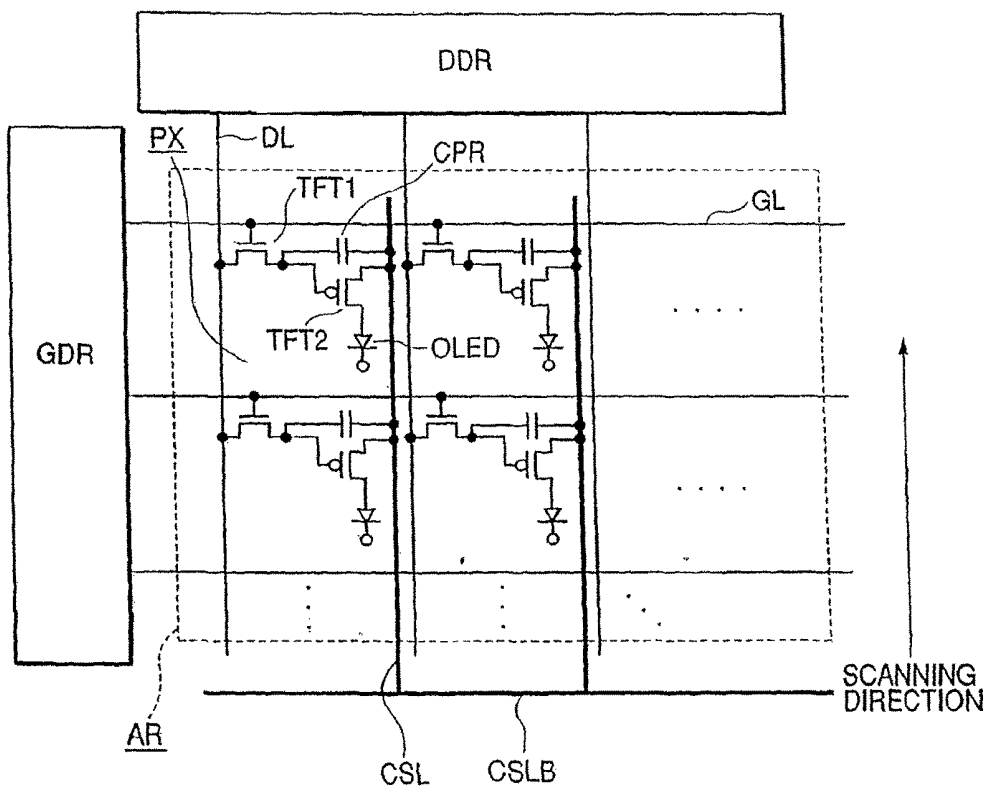 DDR
PX
DL
CPR
TFT1
GL
TFT2
OLED
GDR
SCANNING
DIRECTION
AR
CSL
CSLB